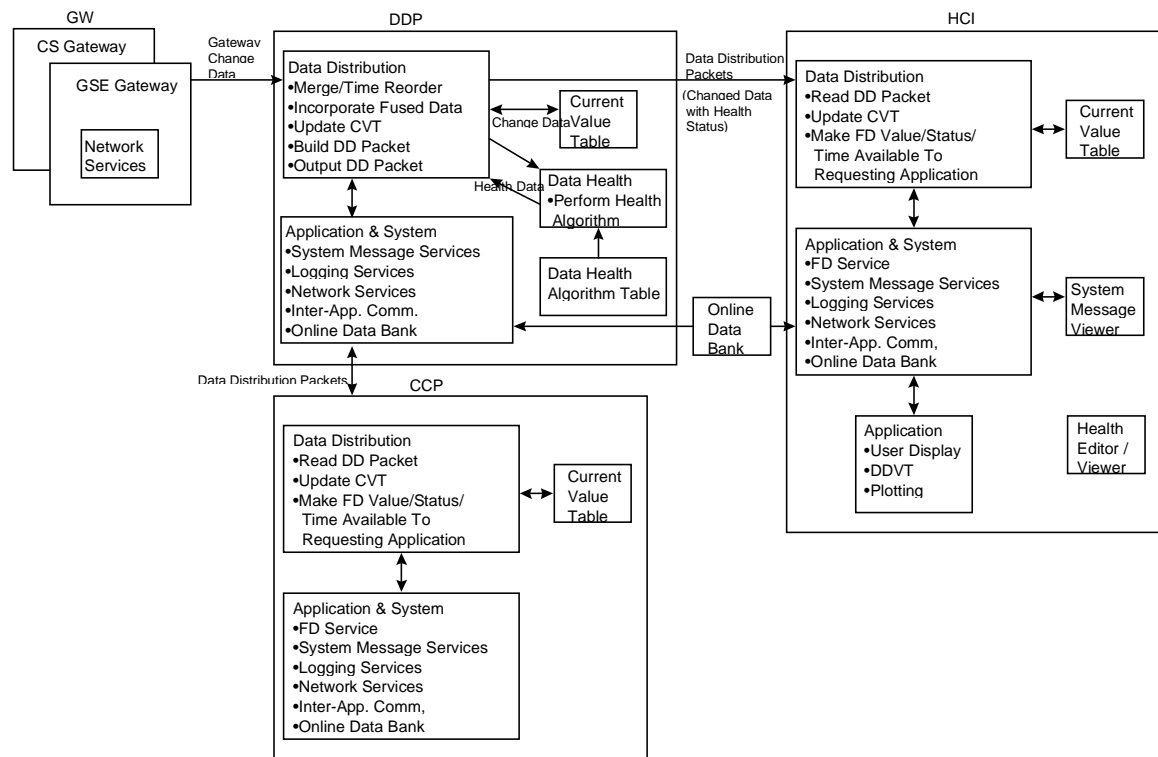 GW
CS Gateway
GSE Gateway
Network
Services
Gateway
Change
Data
DDP
Data Distribution
•Merge/Time Reorder
•Incorporate Fused Data
•Update CVT
•Build DD Packet
•Output DD Packet
Change Data
Current
Value
Table
Health Data
Data Health
•Perform Health
Algorithm
Data Health
Algorithm Table
Application & System
•System Message Services
•Logging Services
•Network Services
•Inter-App. Comm.
•Online Data Bank
Data Distribution
Packets
(Changed Data
with Health
Status)
Online
Data
Bank
HCI
Data Distribution
•Read DD Packet
•Update CVT
•Make FD Value/Status/
Time Available To
Requesting Application
Current
Value
Table
Application & System
•FD Service
•System Message Services
•Logging Services
•Network Services
•Inter-App. Comm,
•Online Data Bank
System
Message
Viewer
Application
•User Display
•DDVT
•Plotting
Health
Editor /
Viewer
Data Distribution Packets
CCP
Data Distribution
•Read DD Packet
•Update CVT
•Make FD Value/Status/
Time Available To
Requesting Application
Current
Value
Table
Application & System
•FD Service
•System Message Services
•Logging Services
•Network Services
•Inter-App. Comm,
•Online Data Bank